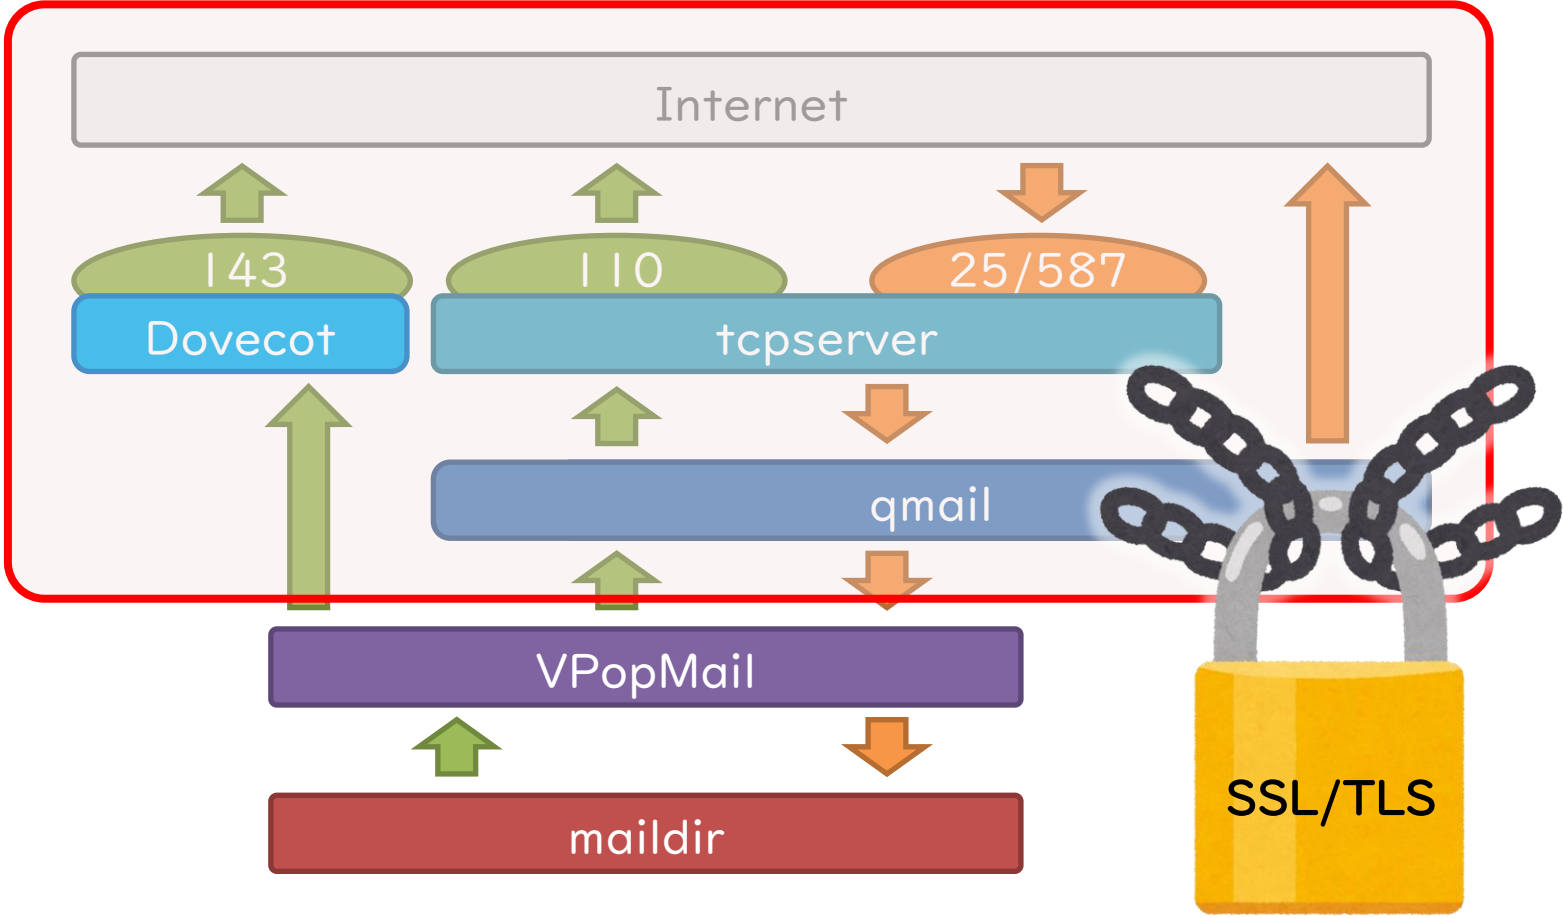 Internet
143
110
25/587
Dovecot
tcpserver
qmail
VPopMail
maildir
SSL/TLS